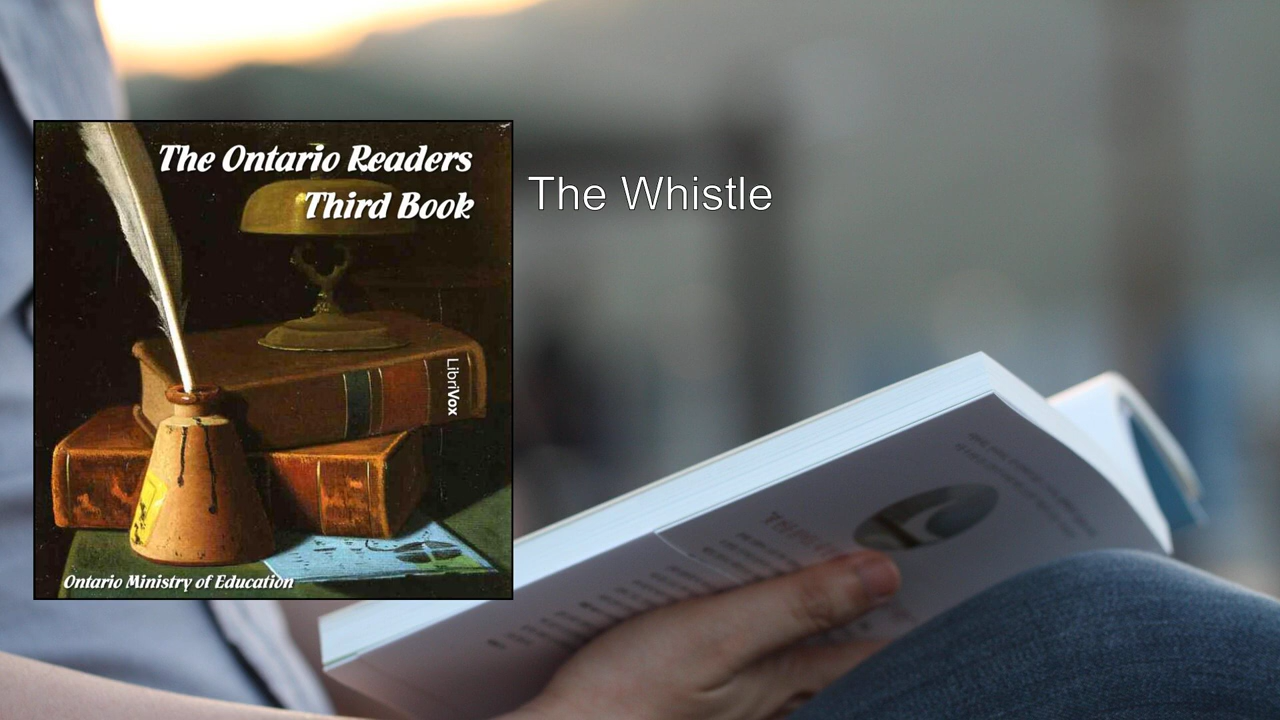 The Ontario Readers
Third Book
The Whistle
LibriVox
Ontario Ministry of Education